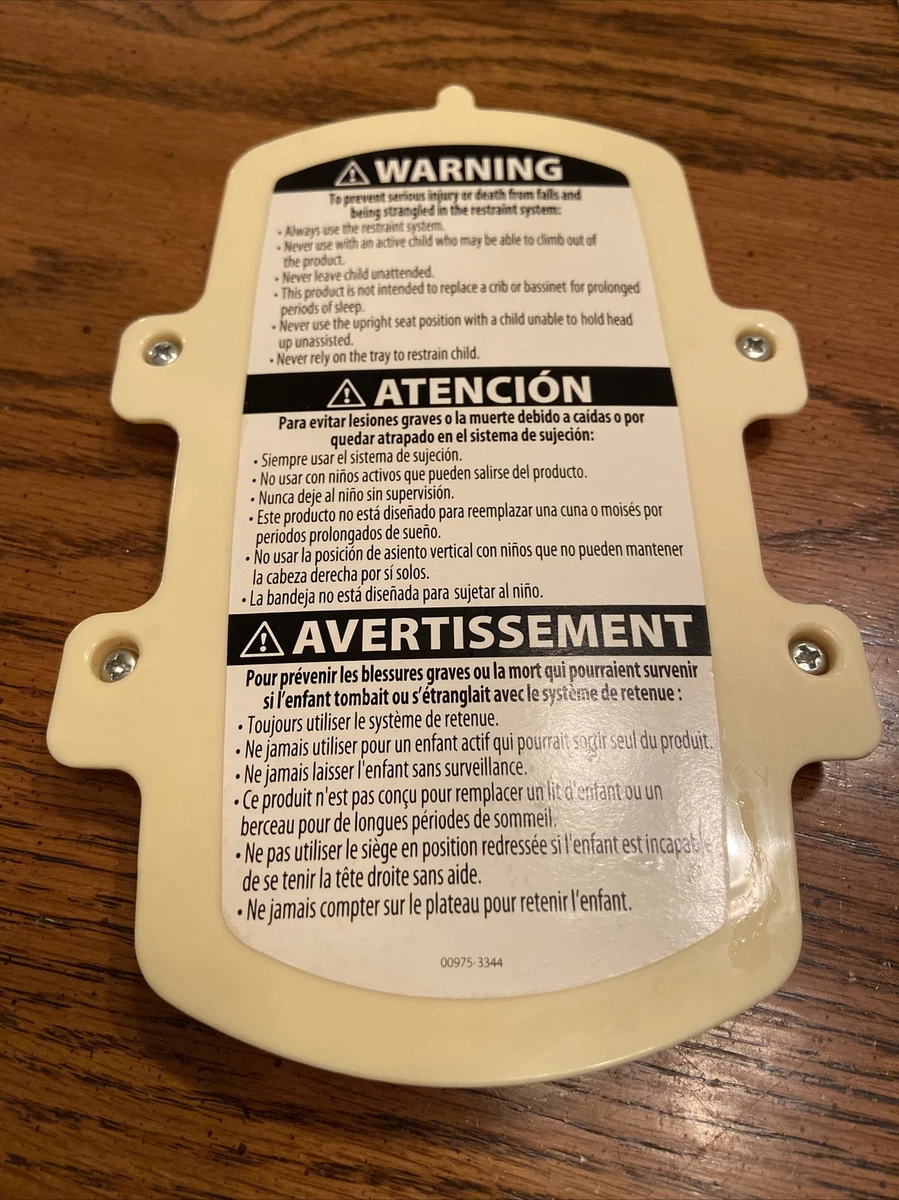 WARNING
To prevent serious injury or death from falls and
being strangled in the restraint system:
• Always use the restraint system.
• Never use with an active child who may be able to climb out of
the product.
• Never leave child unattended.
• This product is not intended to replace a crib or bassinet for prolonged
periods of sleep.
• Never use the upright seat position with a child unable to hold head
up unassisted.
• Never rely on the tray to restrain child.
ATENCIÓN
Para evitar lesiones graves o la muerte debido a caídas o por
quedar atrapado en el sistema de sujeción:
• Siempre usar el sistema de sujeción.
• No usar con niños activos que pueden salirse del producto.
• Nunca deje al niño sin supervisión.
• Este producto no está diseñado para reemplazar una cuna o moisés por
periodos prolongados de sueño.
• No usar la posición de asiento vertical con niños que no pueden mantener
la cabeza derecha por sí solos.
• La bandeja no está diseñada para sujetar al niño.
AVERTISSEMENT
Pour prévenir les blessures graves ou la mort qui pourraient survenir
si l'enfant tombait ou s'étranglait avec le système de retenue :
• Toujours utiliser le système de retenue.
• Ne jamais utiliser pour un enfant actif qui pourrait sortir seul du produit.
• Ne jamais laisser l'enfant sans surveillance.
• Ce produit n'est pas conçu pour remplacer un lit d'enfant ou un
berceau pour de longues périodes de sommeil.
• Ne pas utiliser le siège en position redressée si l'enfant est incapable
de se tenir la tête droite sans aide.
• Ne jamais compter sur le plateau pour retenir l'enfant.
00975-3344